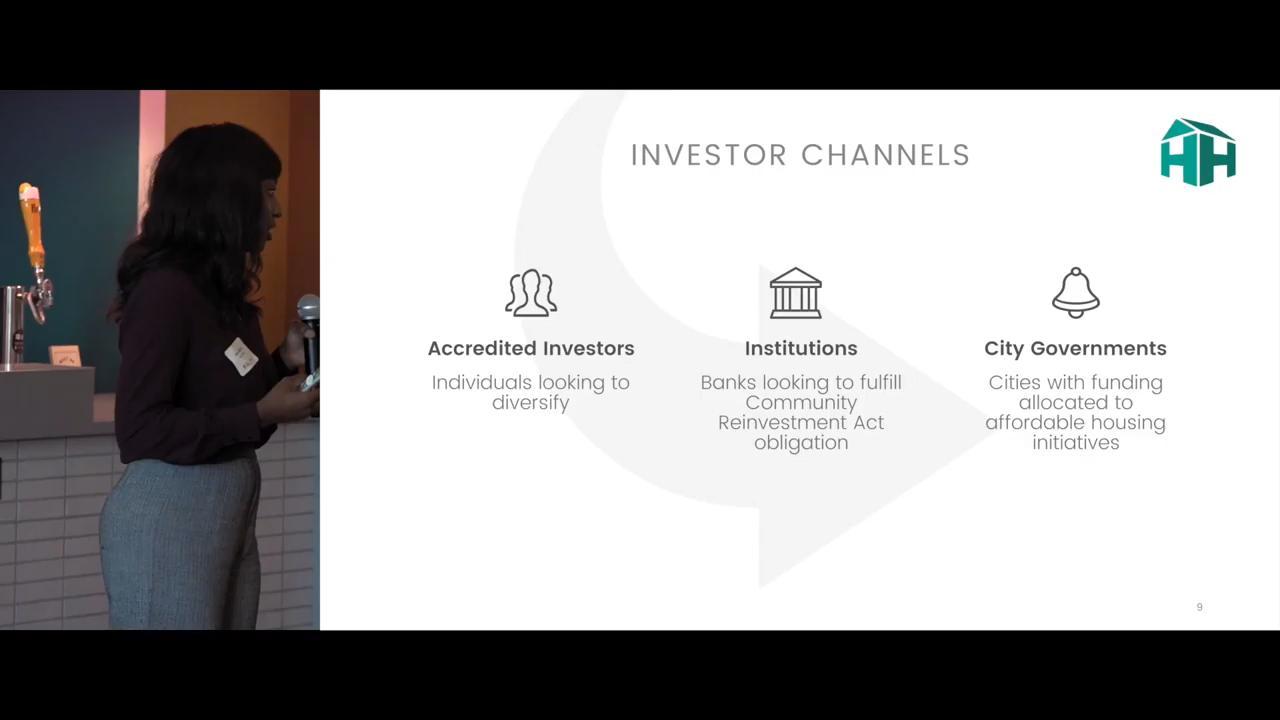 INVESTOR CHANNELS
HH
Accredited Investors
Individuals looking to
diversify
Institutions
Banks looking to fulfill
Community
Reinvestment Act
obligation
City Governments
Cities with funding
allocated to
affordable housing
initiatives
9